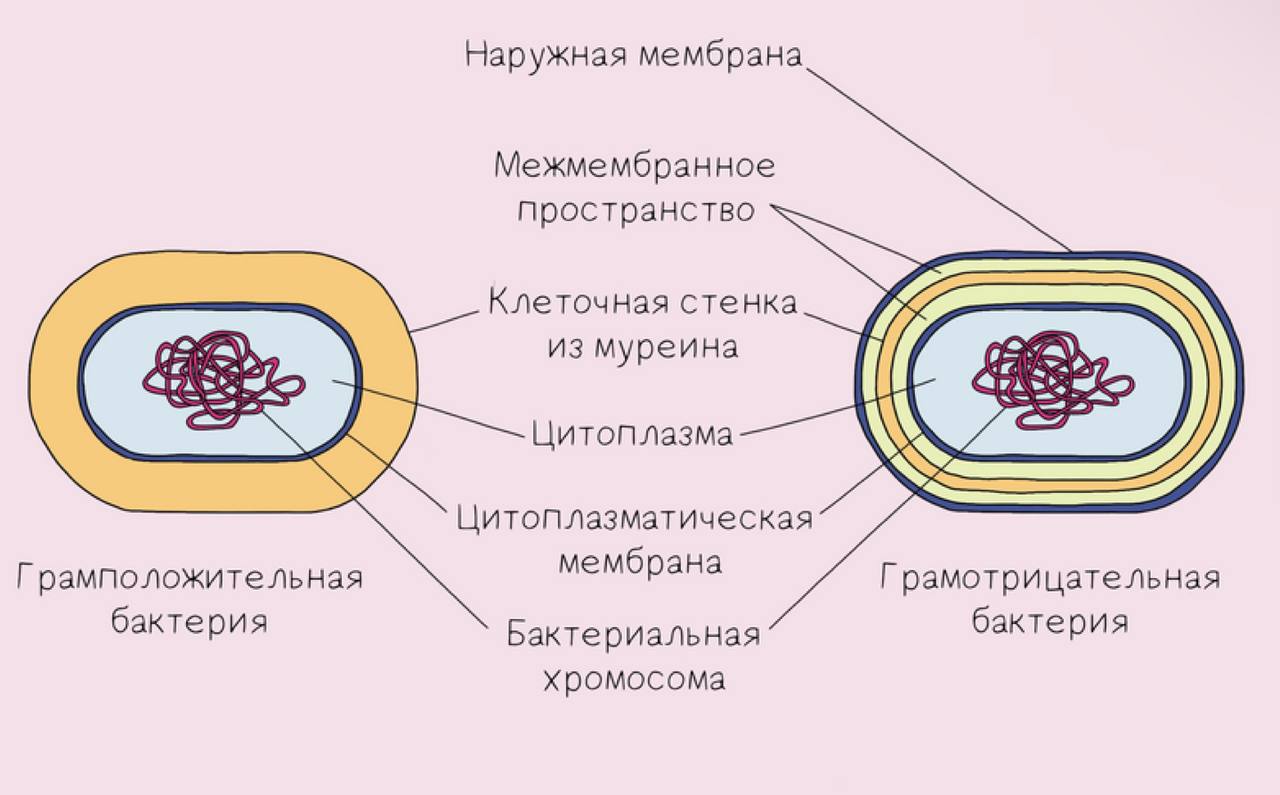 Наружная мембрана
Межмембранное
пространство
Клеточная стенка
из муреина
Цитоплазма
Цитоплазматическая
мембрана
Грамположительная
бактерия
Грамотрицательная
бактерия
Бактериальная
хромосома